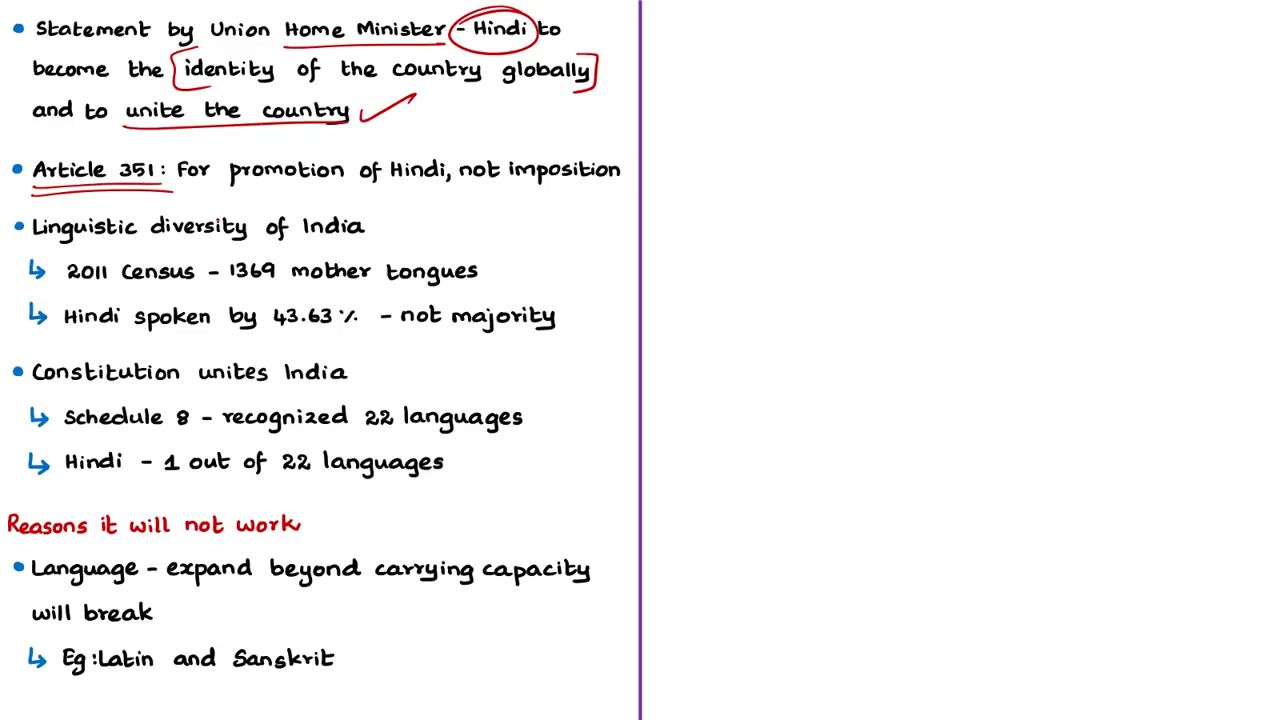 • Statement by Union Home Minister - Hindi to
become the identity of the country globally
and to unite the country
• Article 351: For promotion of Hindi, not imposition
• Linguistic diversity of India
↳ 2011 Census - 1369 mother tongues
↳ Hindi spoken by 43.63% - not majority
• Constitution unites India
↳ Schedule 8 - recognized 22 languages
↳ Hindi - 1 out of 22 languages
Reasons it will not work
• Language - expand beyond carrying capacity
will break
↳ Eg:Latin and Sanskrit